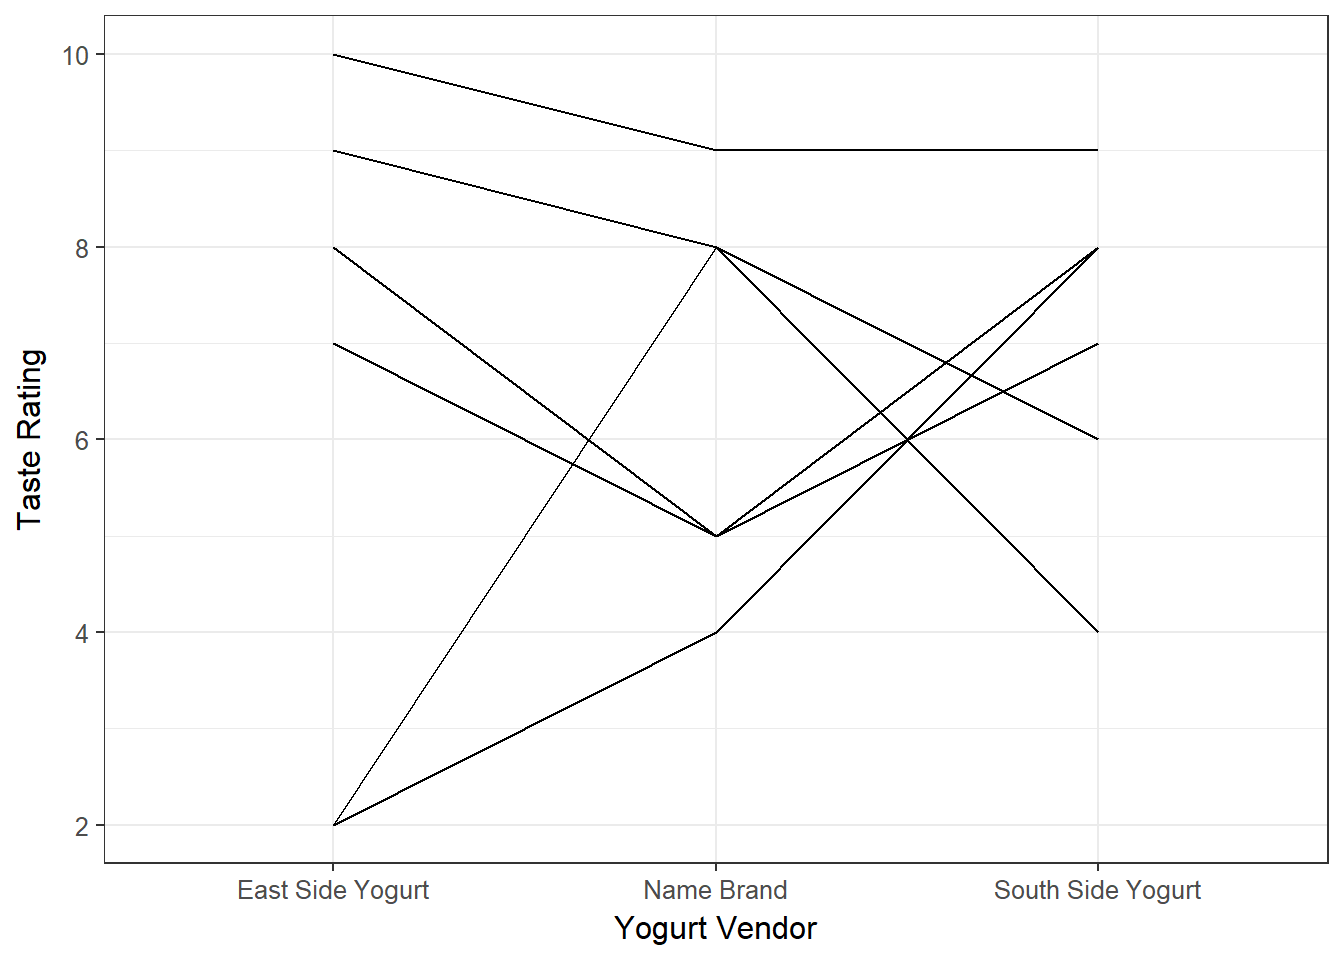 10
8
6
4
2
Taste Rating
East Side Yogurt
Name Brand
South Side Yogurt
Yogurt Vendor